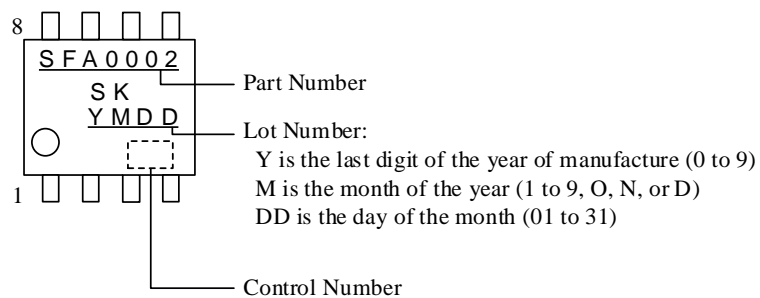 8
SFA0002
SK
YMDD
1
Part Number
Lot Number:
Y is the last digit of the year of manufacture (0 to 9)
M is the month of the year (1 to 9, O, N, or D)
DD is the day of the month (01 to 31)
Control Number